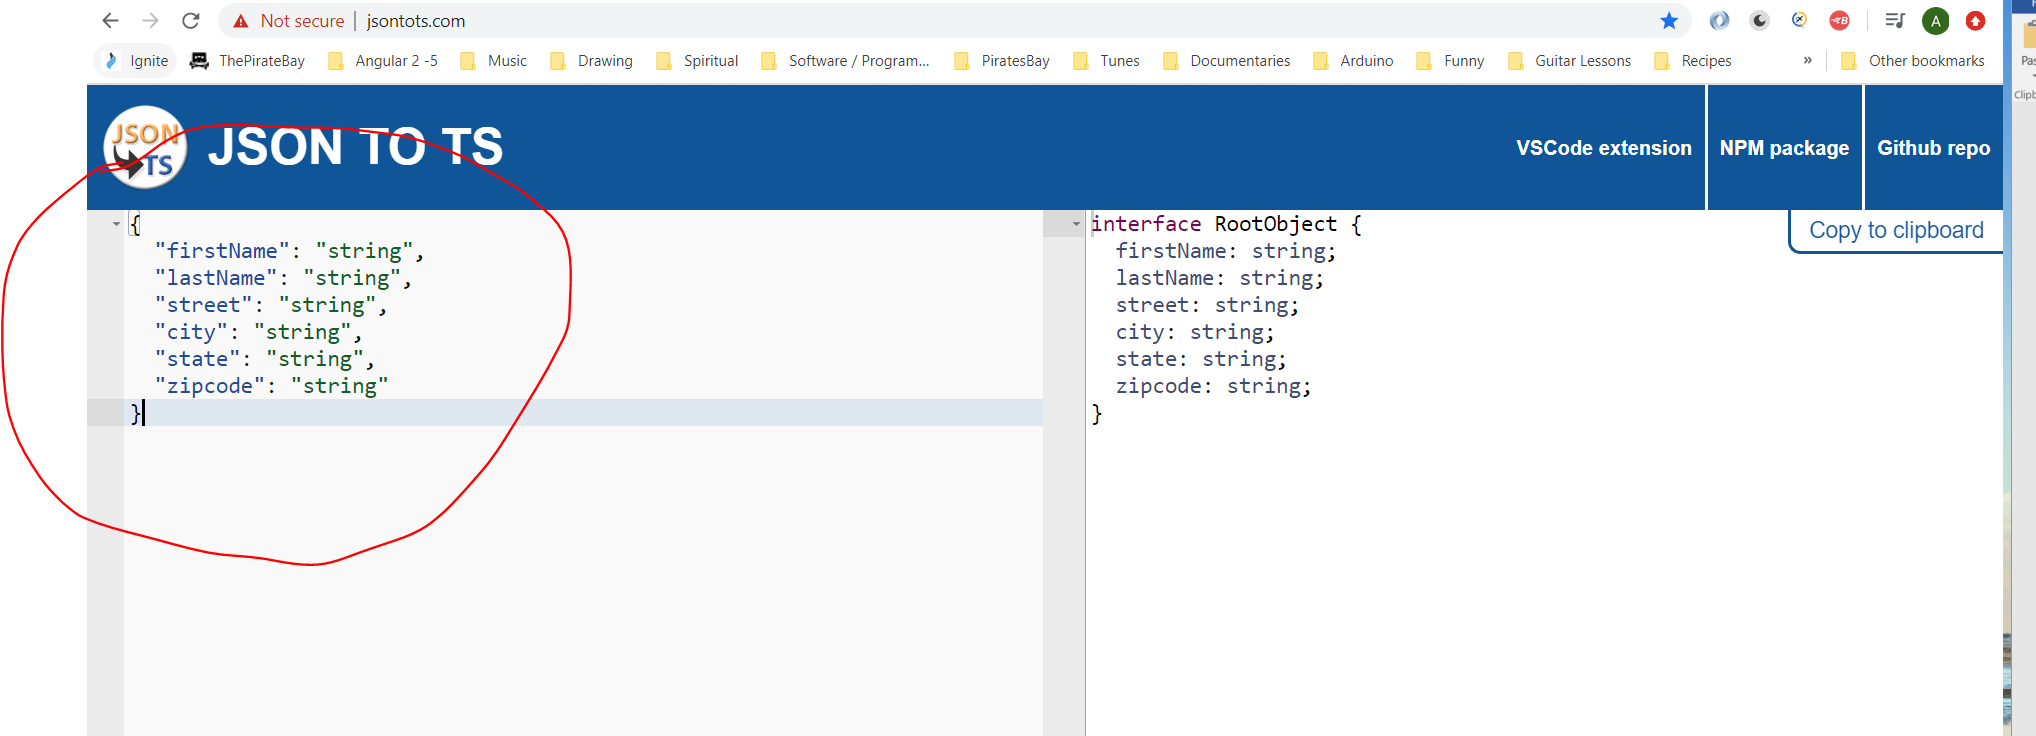 Not secure | jsontots.com
Ignite ThePirateBay Angular 2 -5 Music Drawing Spiritual Software / Program... PiratesBay Tunes Documentaries Arduino Funny Guitar Lessons Recipes » Other bookmarks
A
B
Pas
Clipb
JSON
TS
JSON TO TS
VSCode extension
NPM package
Github repo
{
"firstName": "string",
"lastName": "string",
"street": "string",
"city": "string",
"state": "string",
"zipcode": "string"
}
interface RootObject {
firstName: string;
lastName: string;
street: string;
city: string;
state: string;
zipcode: string;
}
Copy to clipboard